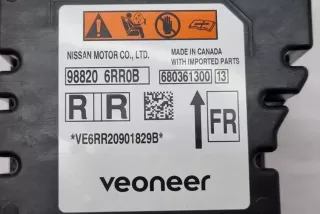 NISSAN MOTOR CO., LTD.
MADE IN CANADA
WITH IMPORTED PARTS
98820 6RR0B
680361300 13
R R
FR
*VE6RR20901829B*
veoneer